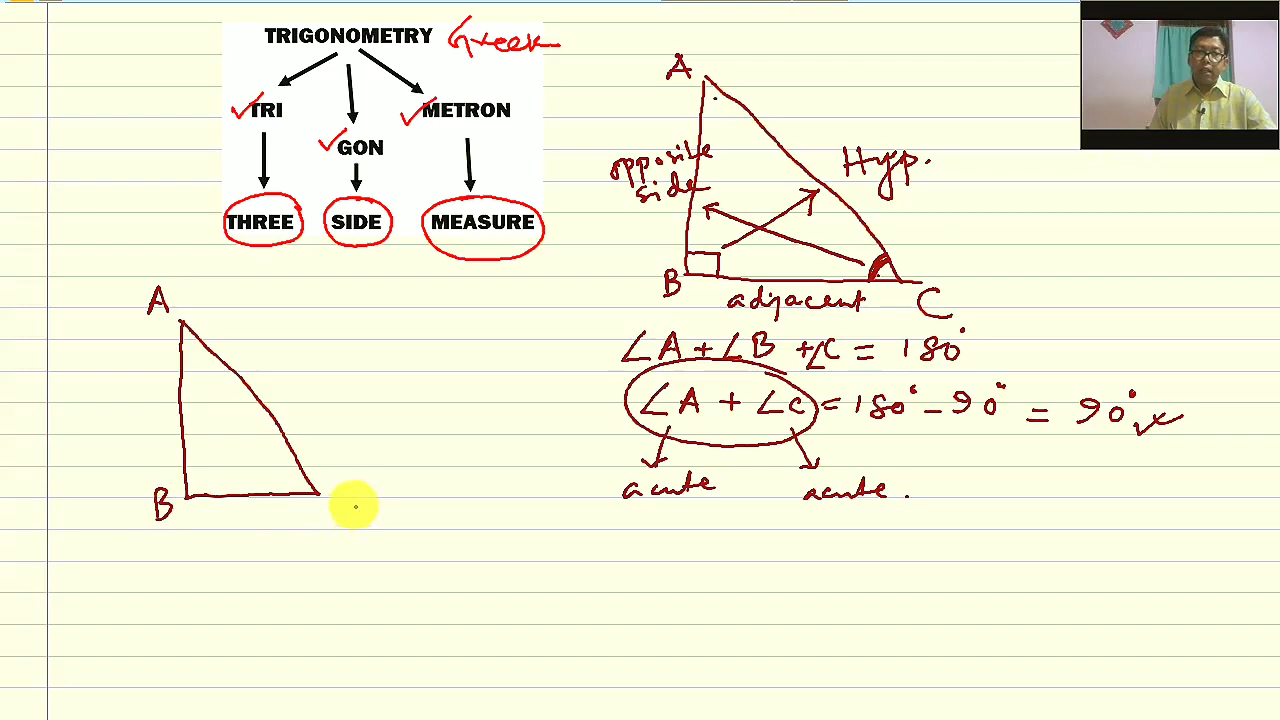 TRIGONOMETRY Greek
TRI
METRON
GON
THREE
SIDE
MEASURE
A
opposite
side
Hyp.
B
adjacent
C
∠A + ∠B + ∠C = 180°
∠A + ∠C = 180° - 90° = 90°
acute
acute.
A
B